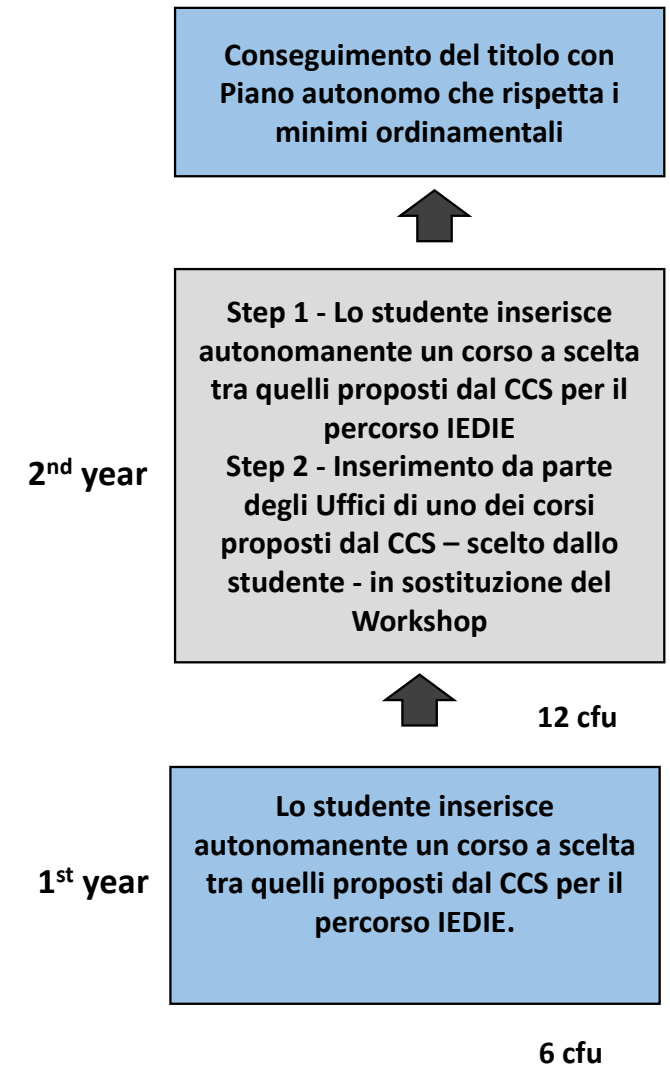 Conseguimento del titolo con
Piano autonomo che rispetta i
minimi ordinamentali
Step 1 - Lo studente inserisce
autonomanente un corso a scelta
tra quelli proposti dal CCS per il
percorso IEDIE
Step 2 - Inserimento da parte
degli Uffici di uno dei corsi
proposti dal CCS – scelto dallo
studente - in sostituzione del
Workshop
2nd year
12 cfu
Lo studente inserisce
autonomanente un corso a scelta
tra quelli proposti dal CCS per il
percorso IEDIE.
1st year
6 cfu